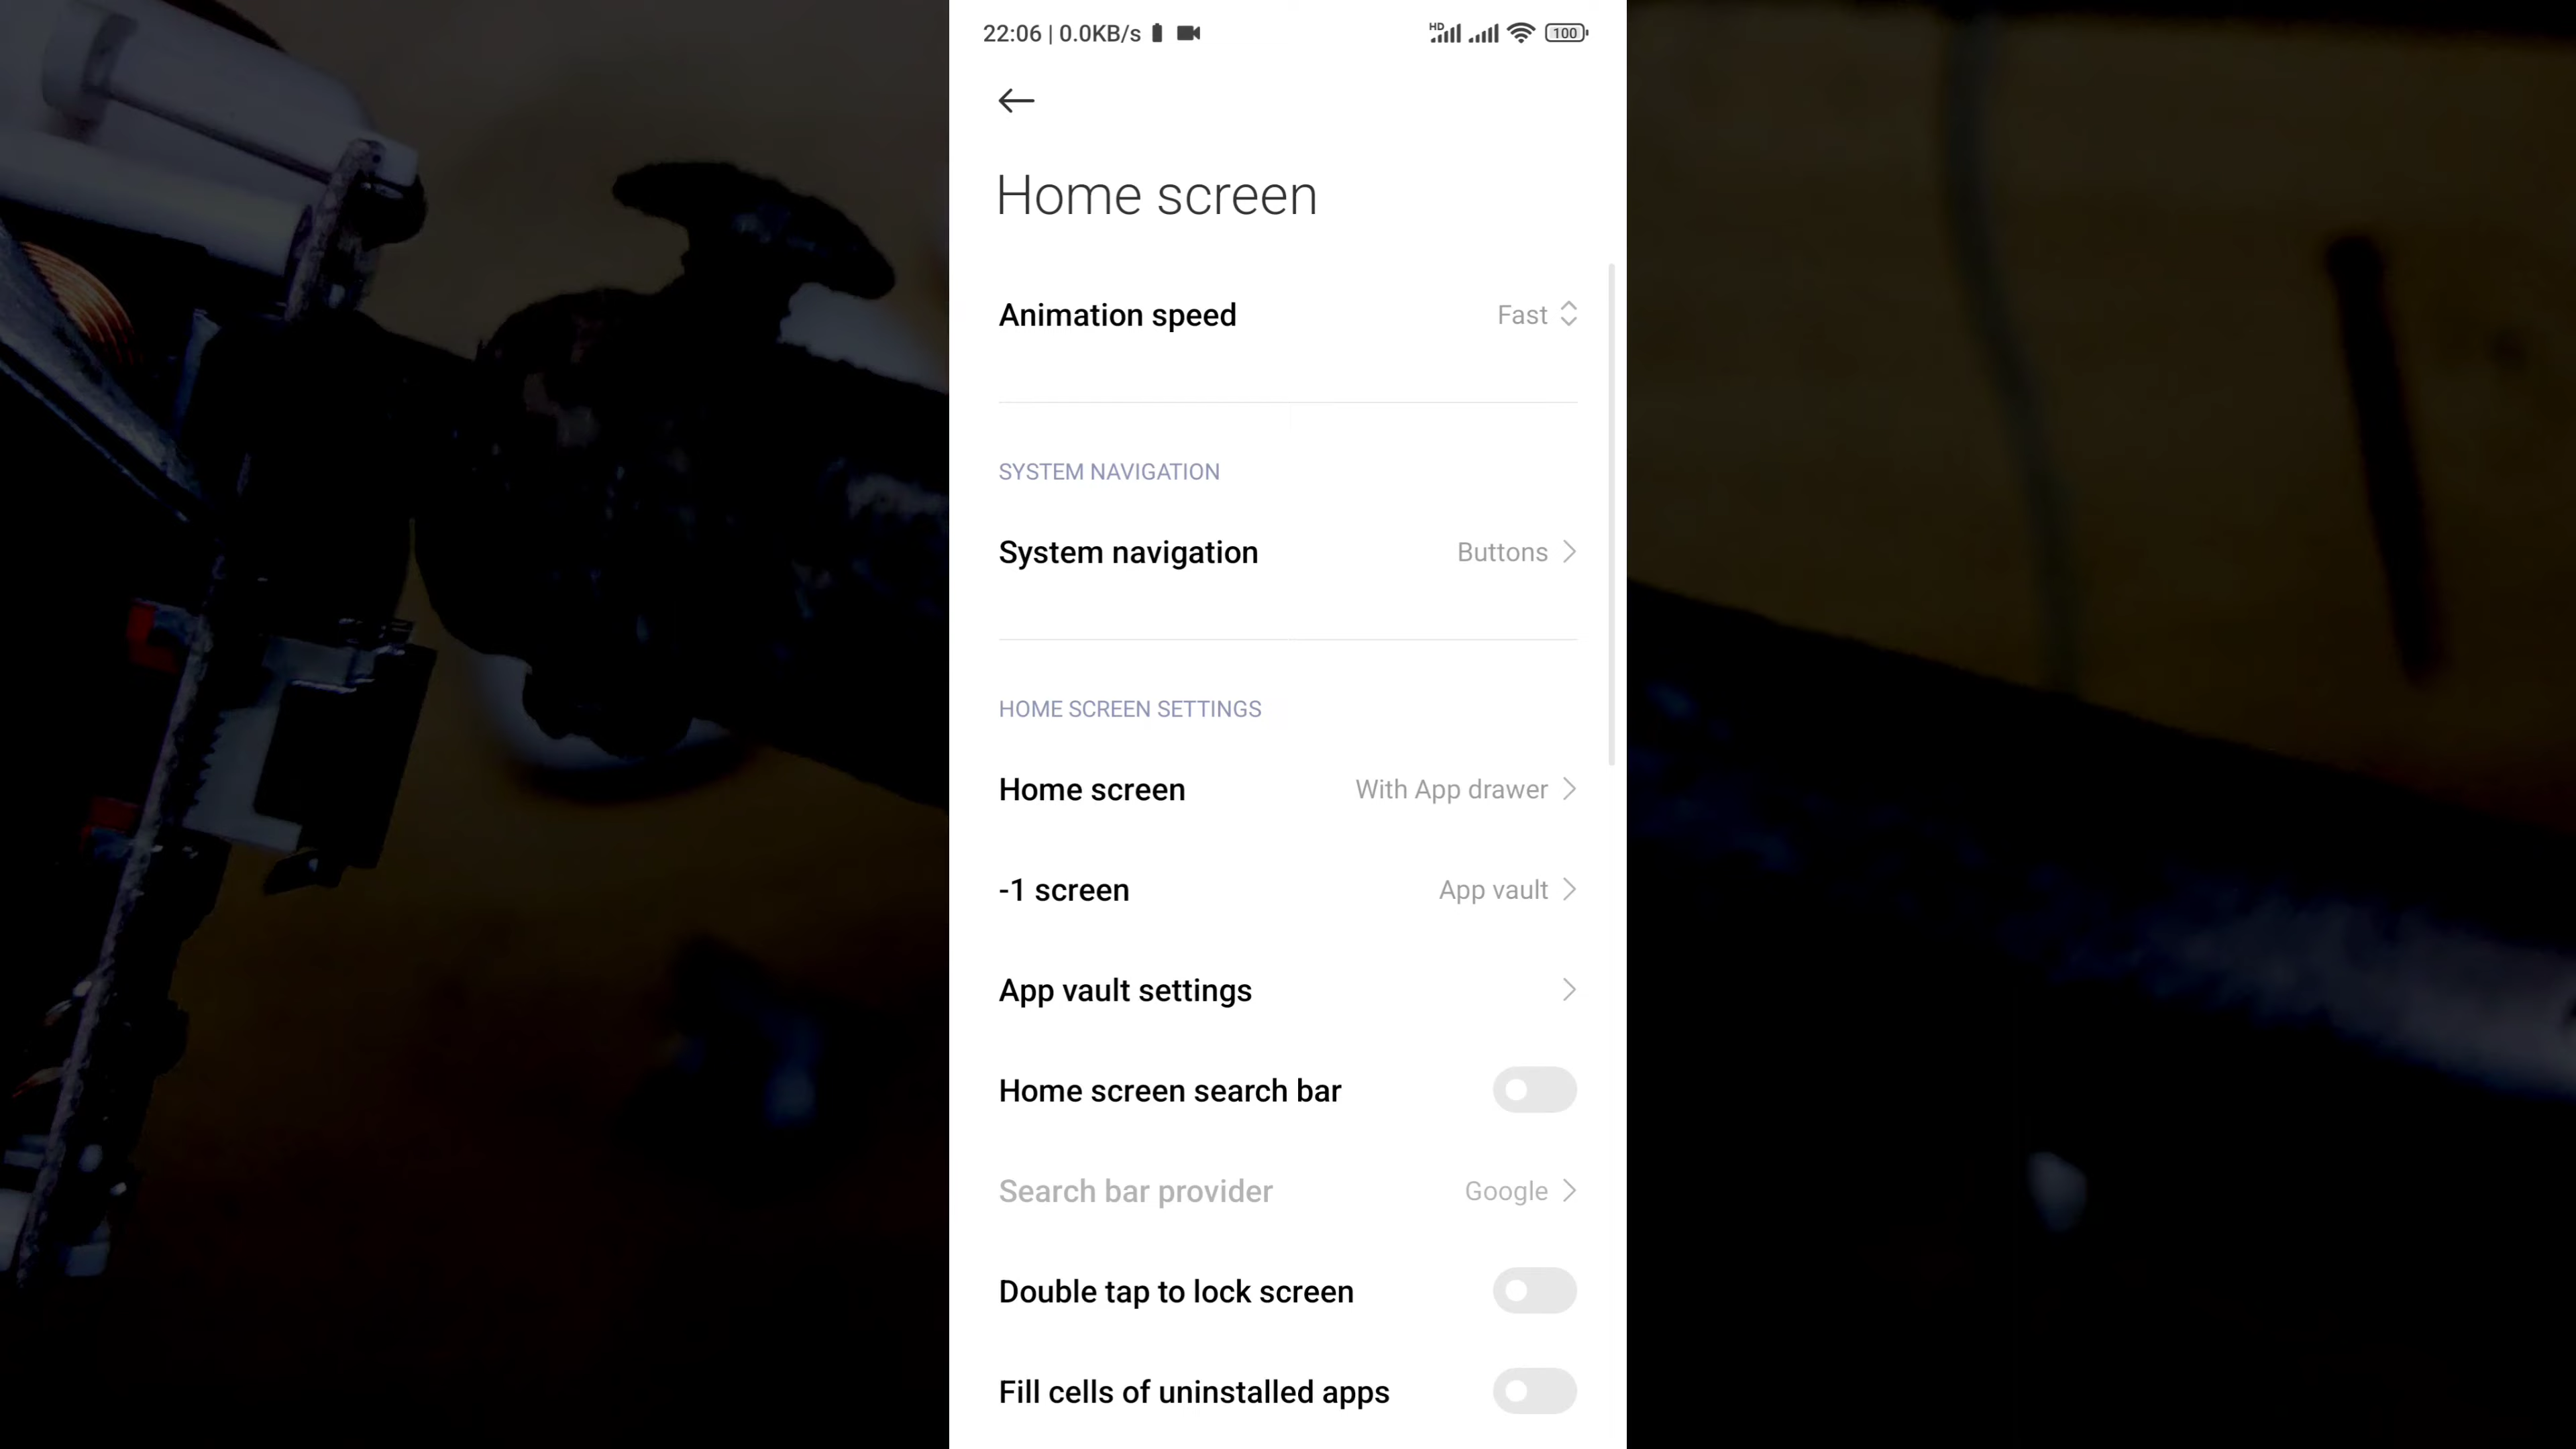 22:06 | 0.0KB/s HD 100
Home screen
Animation speed Fast
SYSTEM NAVIGATION
System navigation Buttons
HOME SCREEN SETTINGS
Home screen With App drawer
-1 screen App vault
App vault settings
Home screen search bar
Search bar provider Google
Double tap to lock screen
Fill cells of uninstalled apps